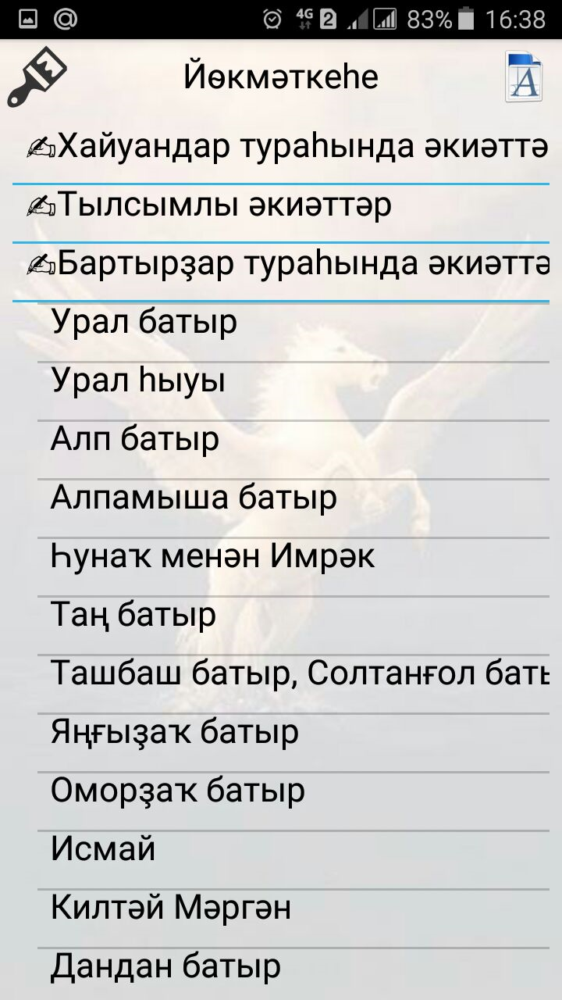 4G 2 83% 16:38
Йөкмәткеһе
✍Хайуандар тураһында әкиәттә
✍Тылсымлы әкиәттәр
✍Бартырҙар тураһында әкиәттә
Урал батыр
Урал һыуы
Алп батыр
Алпамыша батыр
Һунаҡ менән Имрәк
Таң батыр
Ташбаш батыр, Солтанғол баты
Яңғыҙаҡ батыр
Оморҙаҡ батыр
Исмай
Килтәй Мәргән
Дандан батыр